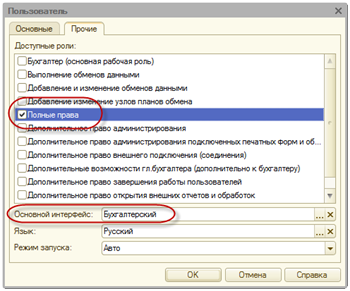 Пользователь
Основные
Прочие
Доступные роли:
Бухгалтер (основная рабочая роль)
Выполнение обменов данными
Добавление и изменение обменов данными
Добавление изменение узлов планов обмена
Полные права
Дополнительное право администрирования
Дополнительное право администрирования подключенных печатных форм и об...
Дополнительное право внешнего подключения (соединения)
Дополнительные возможности гл.бухгалтера (дополнительно к бухгалтеру)
Дополнительное право завершения работы пользователей
Дополнительное право открытия внешних отчетов и обработок
Основной интерфейс: Бухгалтерский
Язык: Русский
Режим запуска: Авто
OK Отмена Справка